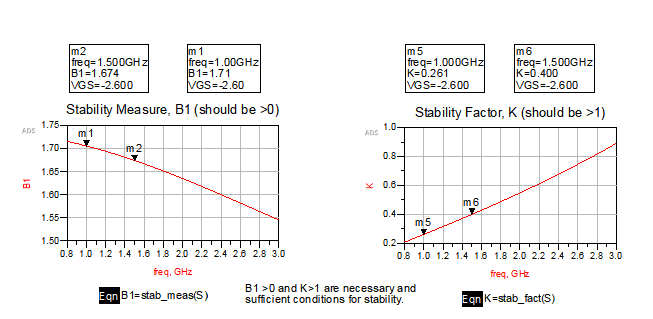 m2
freq=1.500GHz
B1=1.674
VGS=-2.600
m1
freq=1.00GHz
B1=1.71
VGS=-2.60
m5
freq=1.000GHz
K=0.261
VGS=-2.600
m6
freq=1.500GHz
K=0.400
VGS=-2.600
Stability Measure, B1 (should be >0)
ADS
1.75
1.70
1.65
1.60
1.55
1.50
B1
m1
m2
0.8 1.0 1.2 1.4 1.6 1.8 2.0 2.2 2.4 2.6 2.8 3.0
freq, GHz
Eqn B1=stab_meas(S)
Stability Factor, K (should be >1)
ADS
1.0
0.8
0.6
0.4
0.2
K
m5
m6
0.8 1.0 1.2 1.4 1.6 1.8 2.0 2.2 2.4 2.6 2.8 3.0
freq, GHz
B1 >0 and K>1 are necessary and
sufficient conditions for stability.
Eqn K=stab_fact(S)